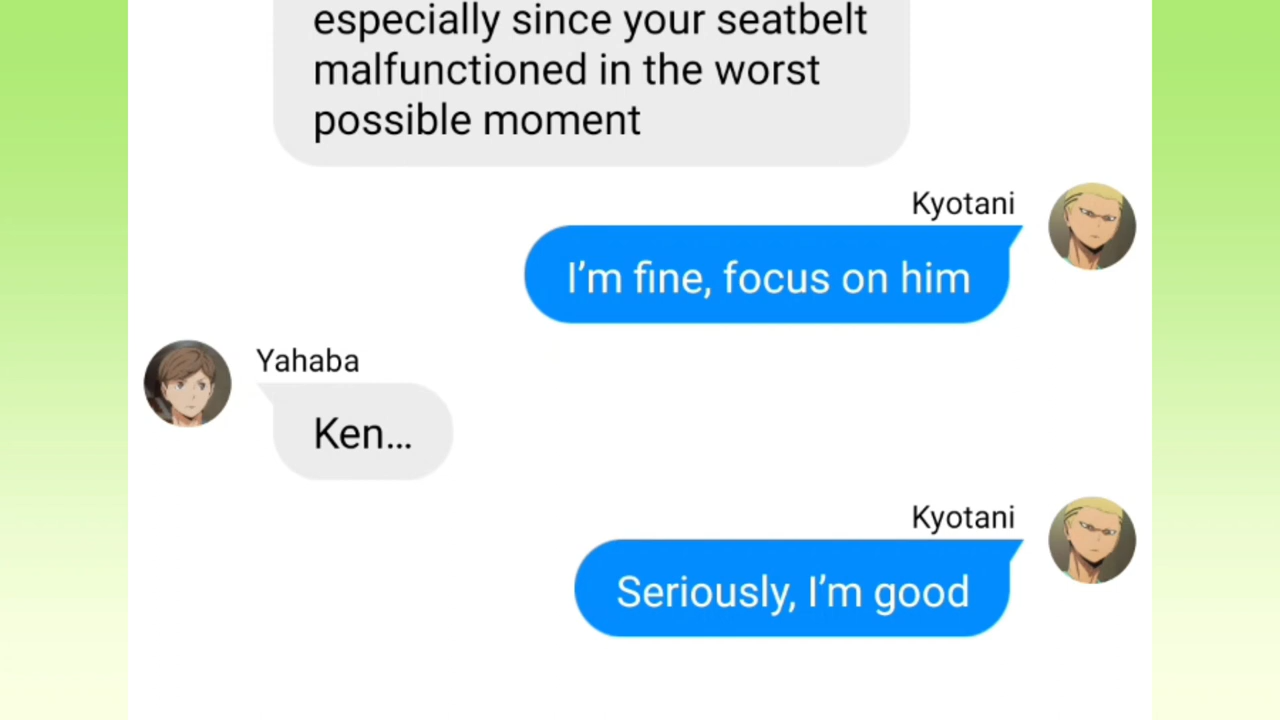 especially since your seatbelt
malfunctioned in the worst
possible moment
Kyotani
I'm fine, focus on him
Yahaba
Ken...
Kyotani
Seriously, I'm good